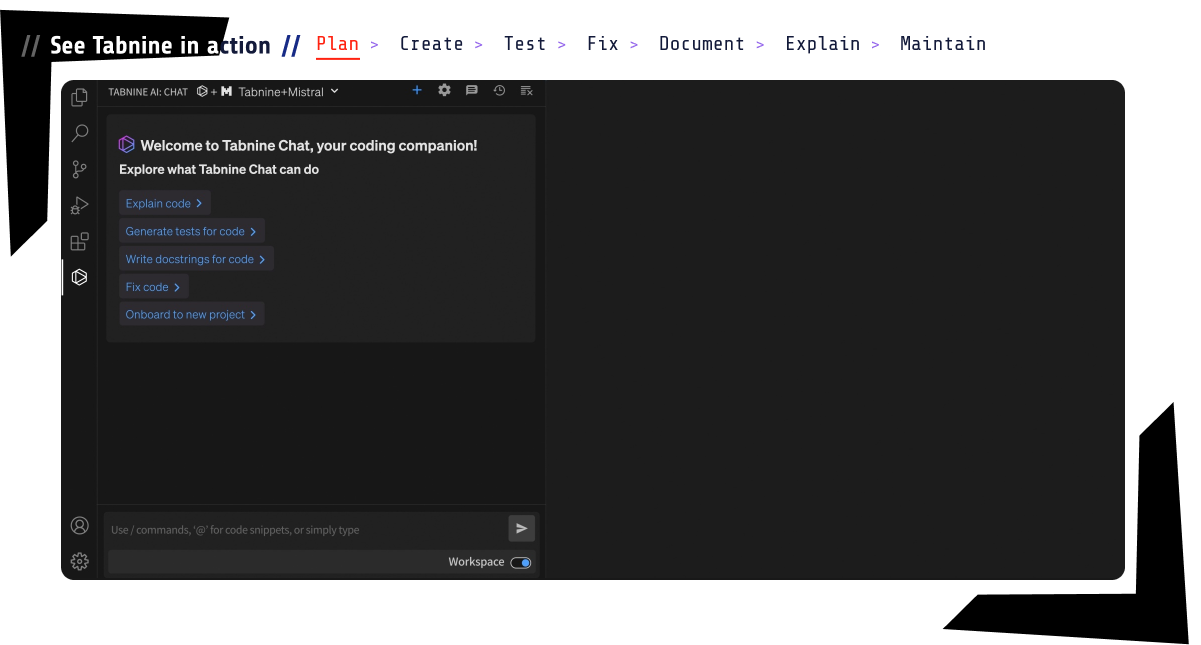 // See Tabnine in action // Plan > Create > Test > Fix > Document > Explain > Maintain
TABNINE AI: CHAT + Tabnine+Mistral
Welcome to Tabnine Chat, your coding companion!
Explore what Tabnine Chat can do
Explain code >
Generate tests for code >
Write docstrings for code >
Fix code >
Onboard to new project >
Use / commands, '@' for code snippets, or simply type
Workspace